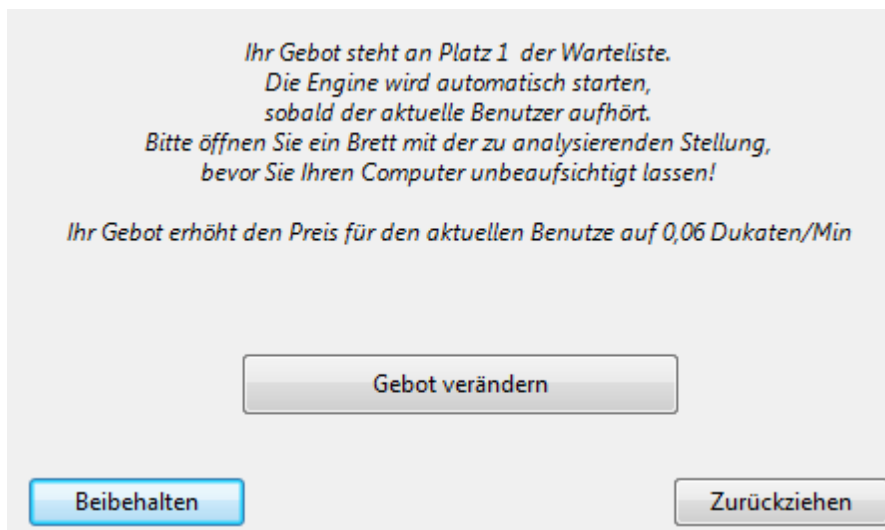 Ihr Gebot steht an Platz 1 der Warteliste.
Die Engine wird automatisch starten,
sobald der aktuelle Benutzer aufhört.
Bitte öffnen Sie ein Brett mit der zu analysierenden Stellung,
bevor Sie Ihren Computer unbeaufsichtigt lassen!
Ihr Gebot erhöht den Preis für den aktuellen Benutze auf 0,06 Dukaten/Min
Gebot verändern
Beibehalten
Zurückziehen